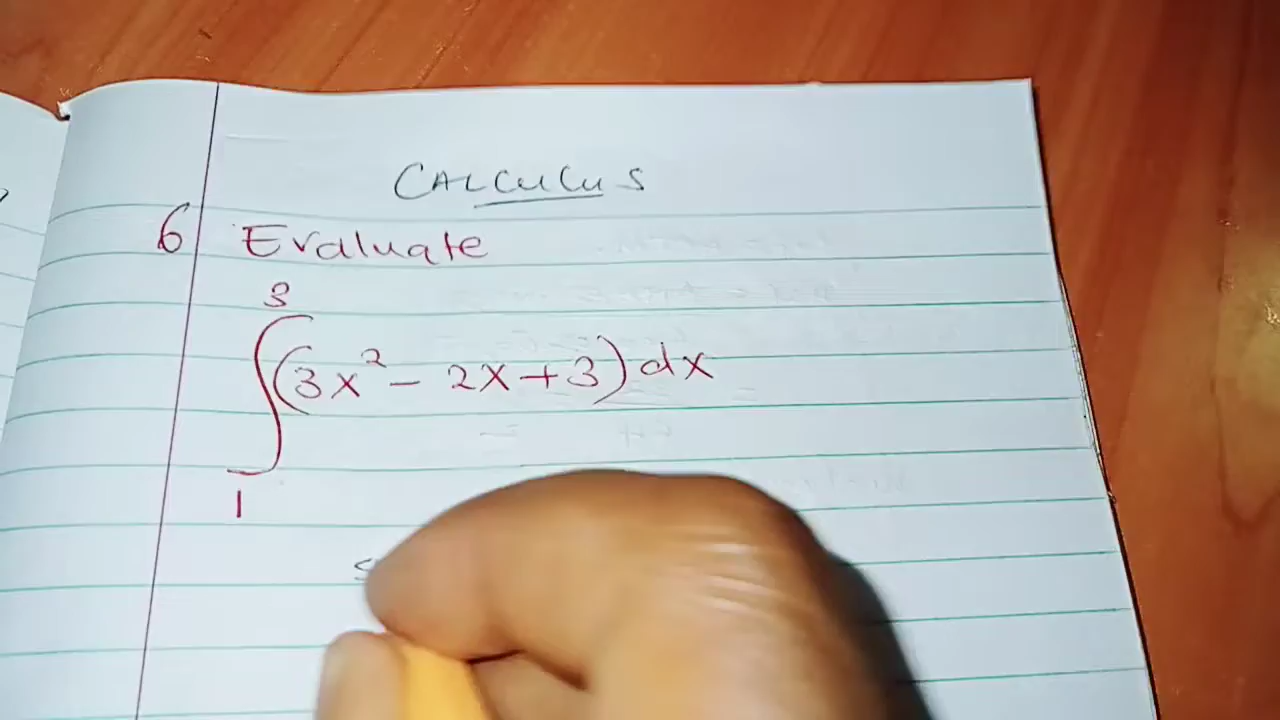 CALCULUS
6 Evaluate
3
∫(3x² - 2x + 3) dx
1
S